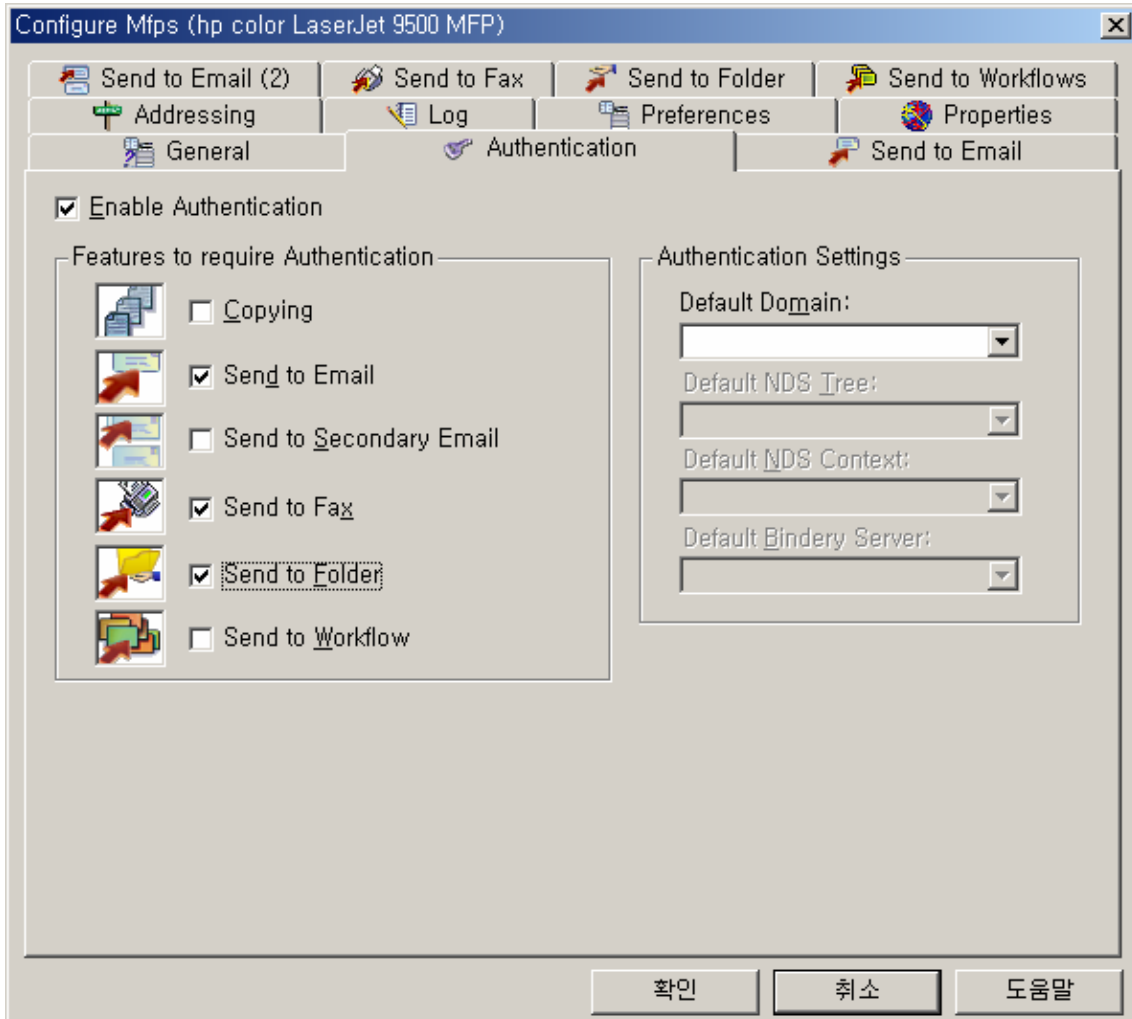 Configure Mfps (hp color LaserJet 9500 MFP)
Send to Email (2) Send to Fax Send to Folder Send to Workflows
Addressing Log Preferences Properties
General Authentication Send to Email
Enable Authentication
Features to require Authentication
Copying
Send to Email
Send to Secondary Email
Send to Fax
Send to Folder
Send to Workflow
Authentication Settings
Default Domain:
Default NDS Tree:
Default NDS Context:
Default Bindery Server:
확인 취소 도움말